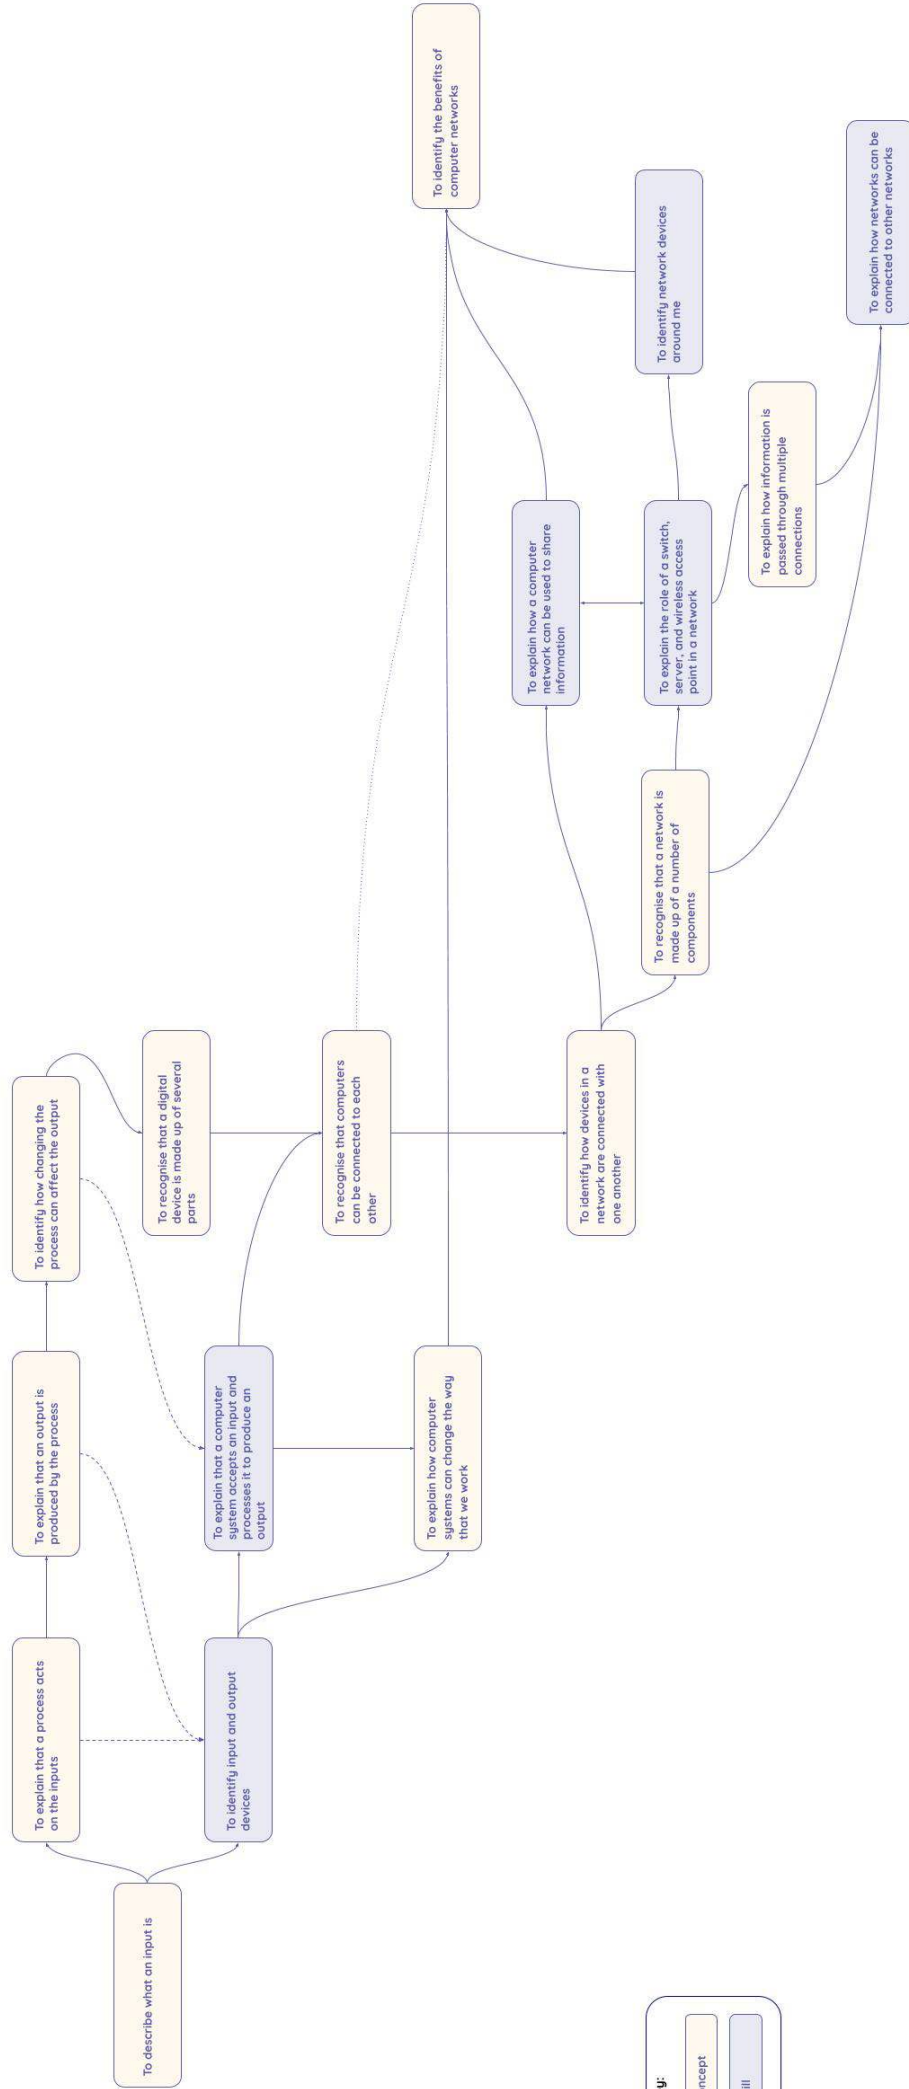 To describe what an input is
To explain that a process acts
on the inputs
To identify input and output
devices
To explain that an output is
produced by the process
To explain that a computer
system accepts an input and
processes it to produce an
output
To explain how computer
systems can change the way
that we work
To identify how changing the
process can affect the output
To recognise that a digital
device is made up of several
parts
To recognise that computers
can be connected to each
other
To identify how devices in a
network are connected with
one another
To recognise that a network is
made up of a number of
components
To explain how a computer
network can be used to share
information
To explain the role of a switch,
server, and wireless access
point in a network
To explain how information is
passed through multiple
connections
To identify network devices
around me
To identify the benefits of
computer networks
To explain how networks can be
connected to other networks
y:
ncept
ill